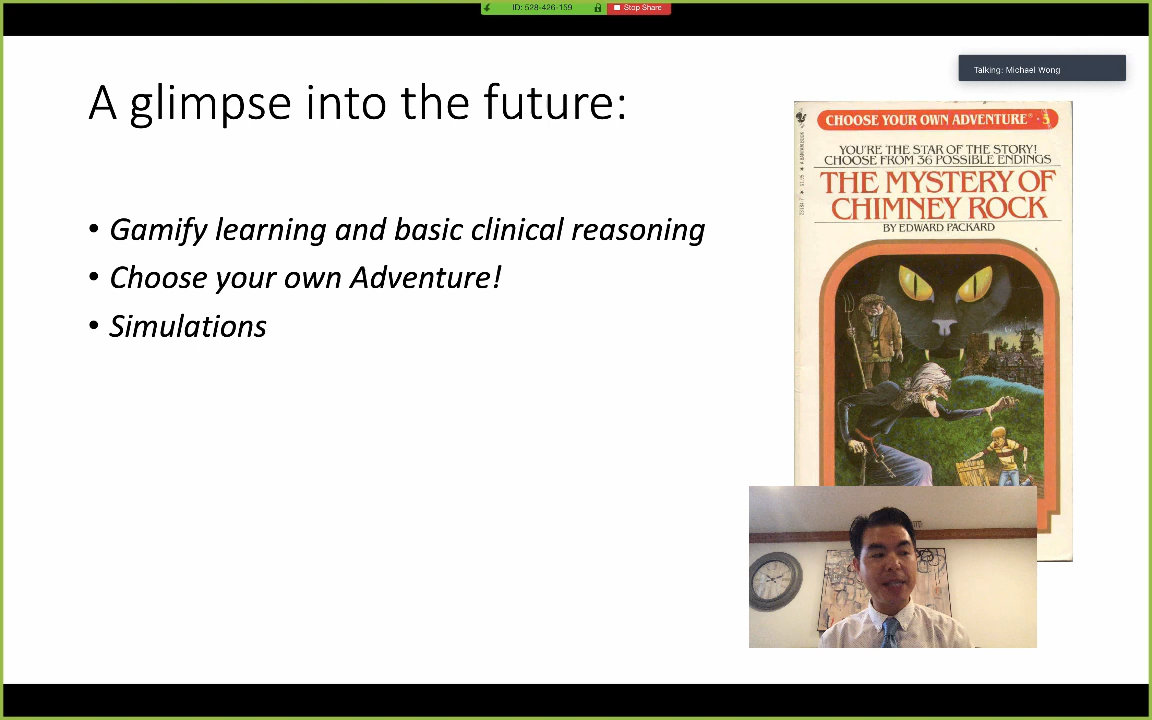 ID: 528-426-159
Stop Share
Talking: Michael Wong
A glimpse into the future:
• Gamify learning and basic clinical reasoning
• Choose your own Adventure!
• Simulations
CHOOSE YOUR OWN ADVENTURE® · 5
YOU'RE THE STAR OF THE STORY!
CHOOSE FROM 36 POSSIBLE ENDINGS
THE MYSTERY OF
CHIMNEY ROCK
BY EDWARD PACKARD